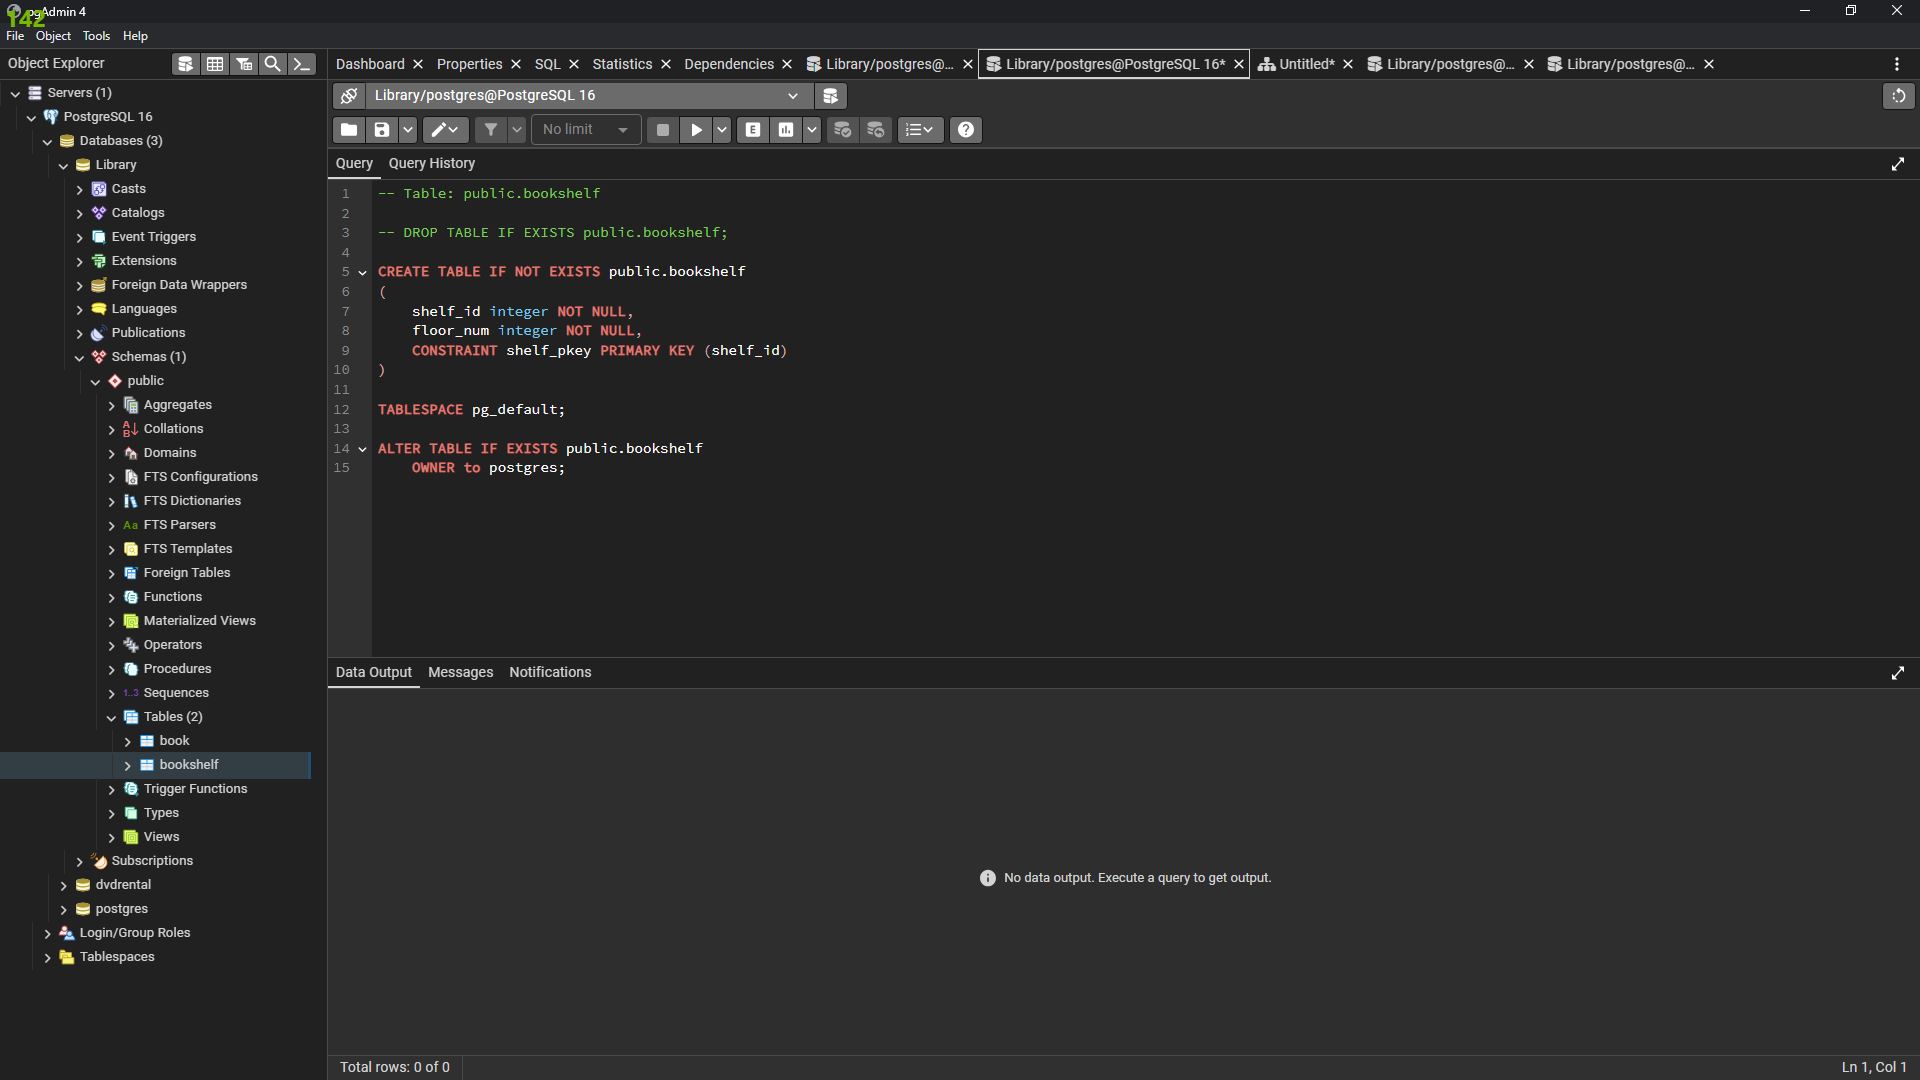 142
pgAdmin 4
File Object Tools Help
Object Explorer
Dashboard Properties SQL Statistics Dependencies Library/postgres@... Library/postgres@PostgreSQL 16* Untitled* Library/postgres@... Library/postgres@...
Servers (1)
PostgreSQL 16
Databases (3)
Library
Casts
Catalogs
Event Triggers
Extensions
Foreign Data Wrappers
Languages
Publications
Schemas (1)
public
Aggregates
Collations
Domains
FTS Configurations
FTS Dictionaries
Aa FTS Parsers
FTS Templates
Foreign Tables
Functions
Materialized Views
Operators
Procedures
1..3 Sequences
Tables (2)
book
bookshelf
Trigger Functions
Types
Views
Subscriptions
dvdrental
postgres
Login/Group Roles
Tablespaces
Library/postgres@PostgreSQL 16
No limit E
Query Query History
1 -- Table: public.bookshelf
2
3 -- DROP TABLE IF EXISTS public.bookshelf;
4
5 CREATE TABLE IF NOT EXISTS public.bookshelf
6 (
7 shelf_id integer NOT NULL,
8 floor_num integer NOT NULL,
9 CONSTRAINT shelf_pkey PRIMARY KEY (shelf_id)
10 )
11
12 TABLESPACE pg_default;
13
14 ALTER TABLE IF EXISTS public.bookshelf
15 OWNER to postgres;
Data Output Messages Notifications
No data output. Execute a query to get output.
Total rows: 0 of 0
Ln 1, Col 1